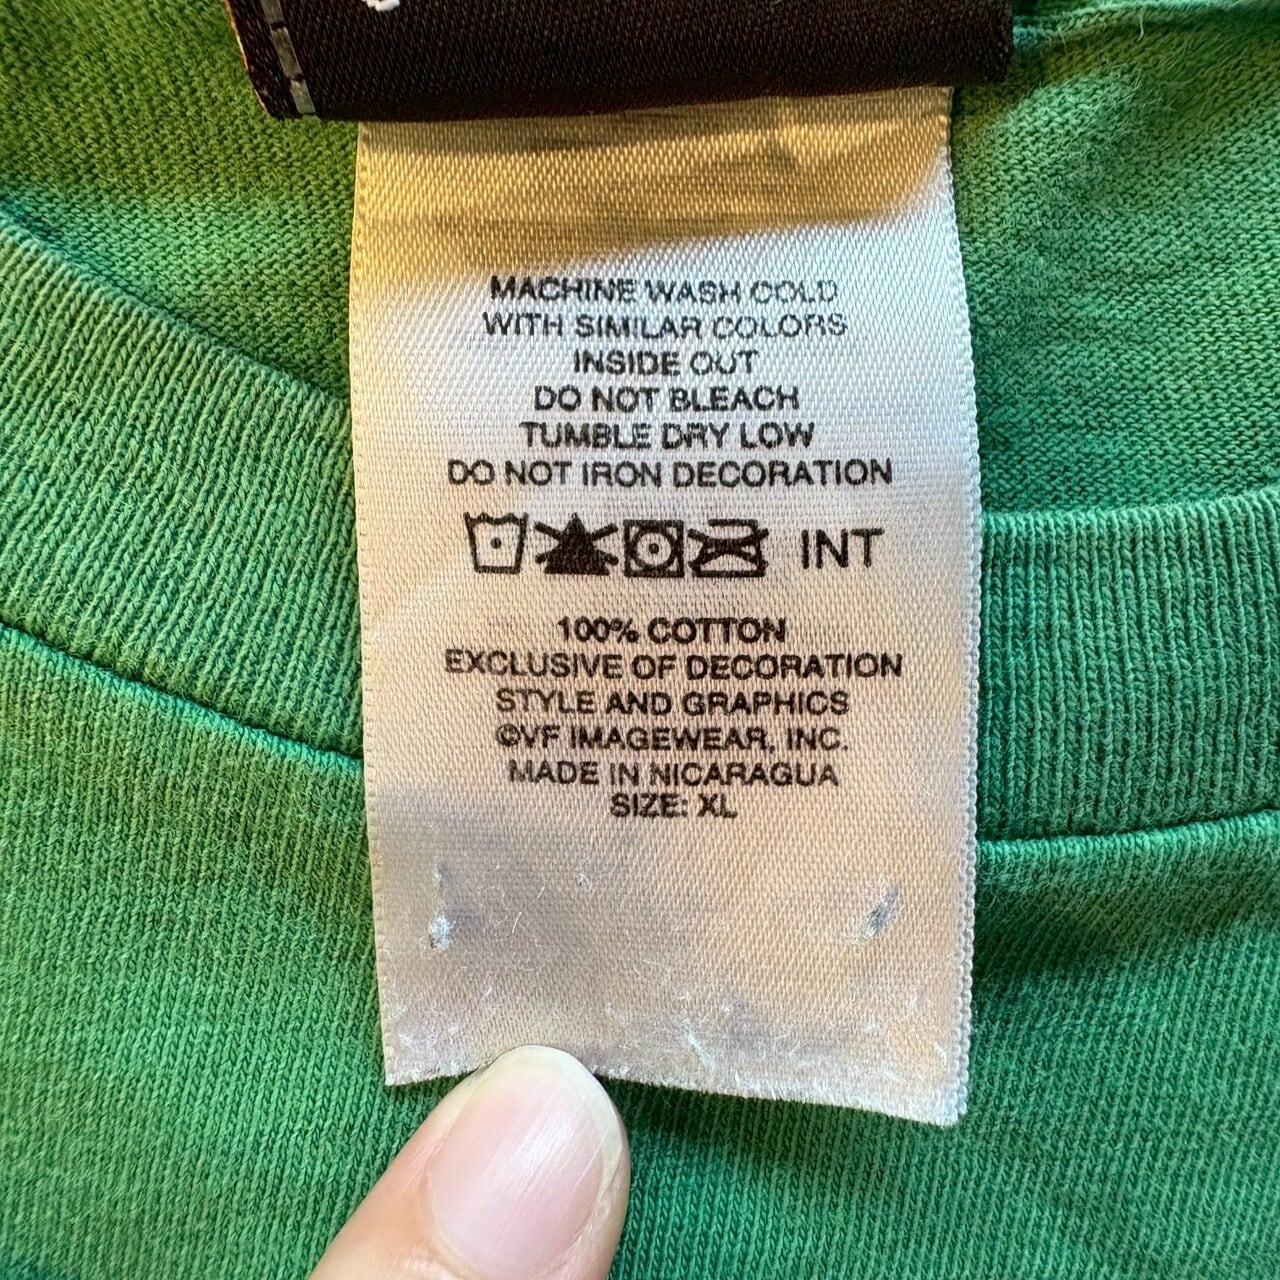 MACHINE WASH COLD
WITH SIMILAR COLORS
INSIDE OUT
DO NOT BLEACH
TUMBLE DRY LOW
DO NOT IRON DECORATION
INT
100% COTTON
EXCLUSIVE OF DECORATION
STYLE AND GRAPHICS
©VF IMAGEWEAR, INC.
MADE IN NICARAGUA
SIZE: XL